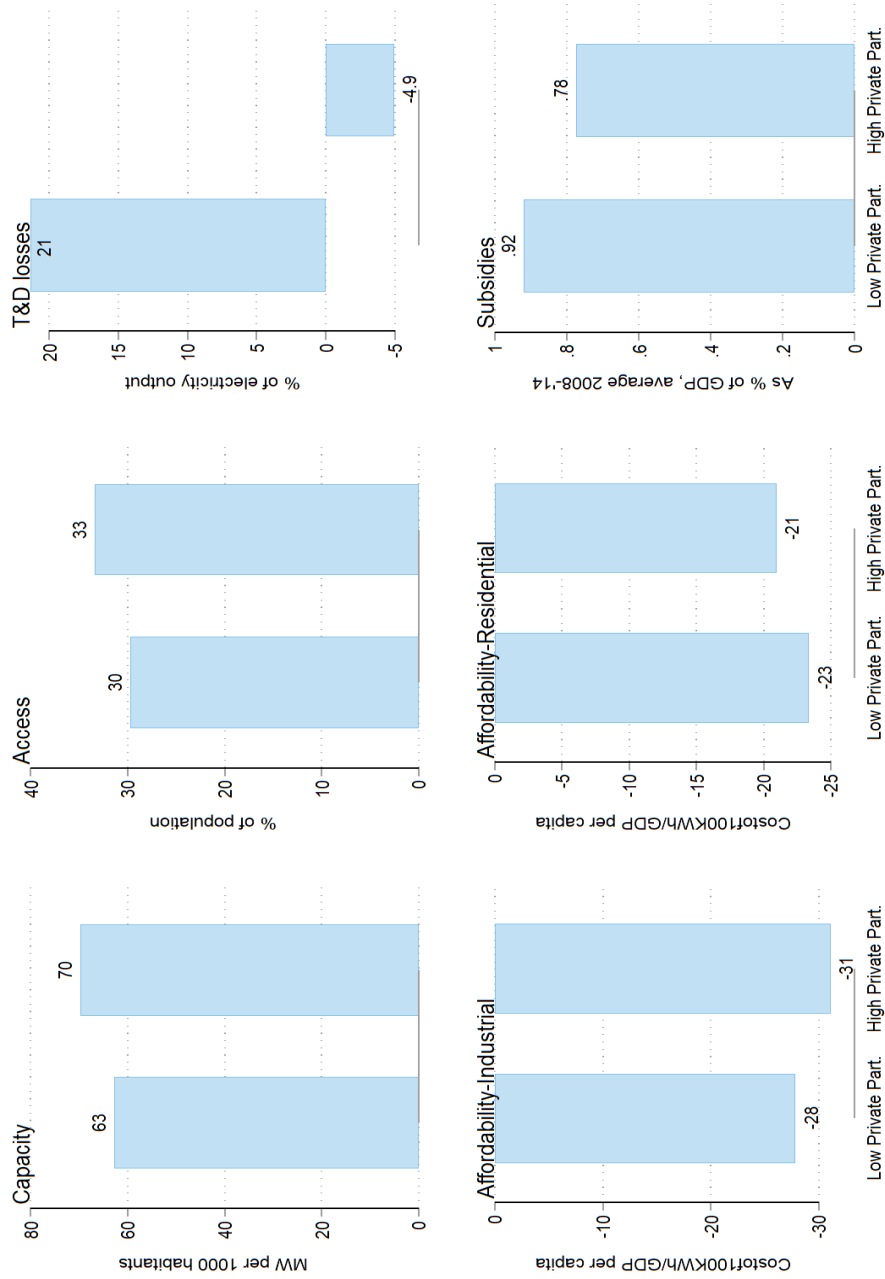 Capacity
MW per 1000 habitants
80
60
40
20
0
63
70
Access
% of population
40
30
20
10
0
30
33
T&D losses
% of electricity output
20
15
10
5
0
-5
21
-4.9
Affordability-Industrial
Costof100KWh/GDP per capita
0
-10
-20
-30
-28
-31
Low Private Part.
High Private Part.
Affordability-Residential
Costof100KWh/GDP per capita
0
-5
-10
-15
-20
-25
-23
-21
Low Private Part.
High Private Part.
Subsidies
As % of GDP, average 2008-'14
1
.8
.6
.4
.2
0
.92
.78
Low Private Part.
High Private Part.